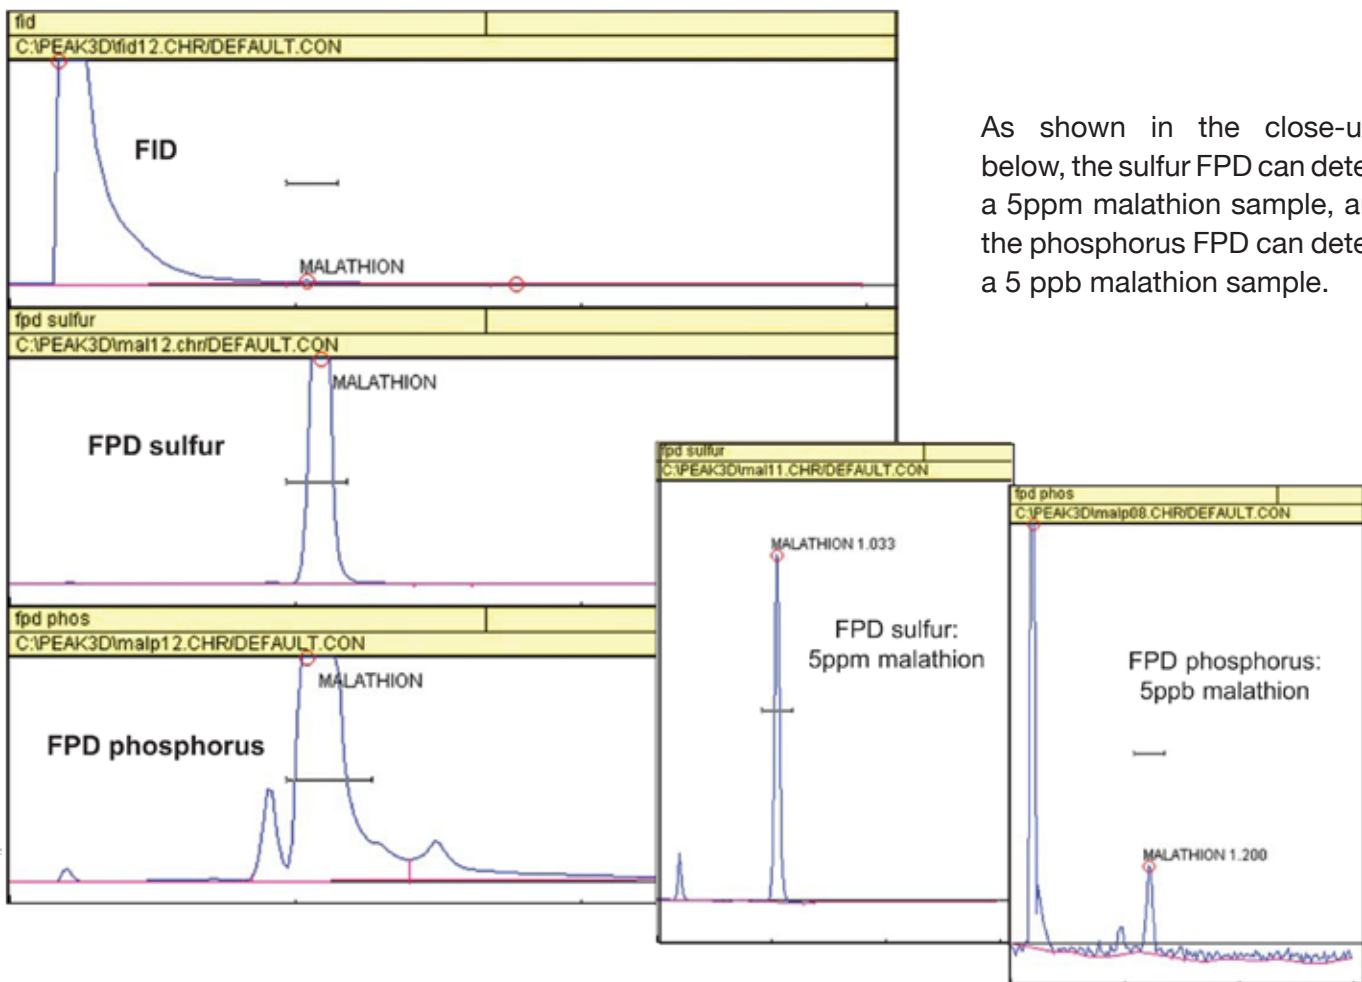 fid
C:\PEAK3D\fid12.CHR/DEFAULT.CON
FID
MALATHION
As shown in the close-u
below, the sulfur FPD can dete
a 5ppm malathion sample, a
the phosphorus FPD can dete
a 5 ppb malathion sample.
fpd sulfur
C:\PEAK3D\mal12.chr/DEFAULT.CON
MALATHION
FPD sulfur
fpd phos
C:\PEAK3D\malp12.CHR/DEFAULT.CON
MALATHION
FPD phosphorus
fpd sulfur
C:\PEAK3D\mal11.CHR/DEFAULT.CON
MALATHION 1.033
FPD sulfur:
5ppm malathion
fpd phos
C:\PEAK3D\malp08.CHR/DEFAULT.CON
FPD phosphorus:
5ppb malathion
MALATHION 1.200